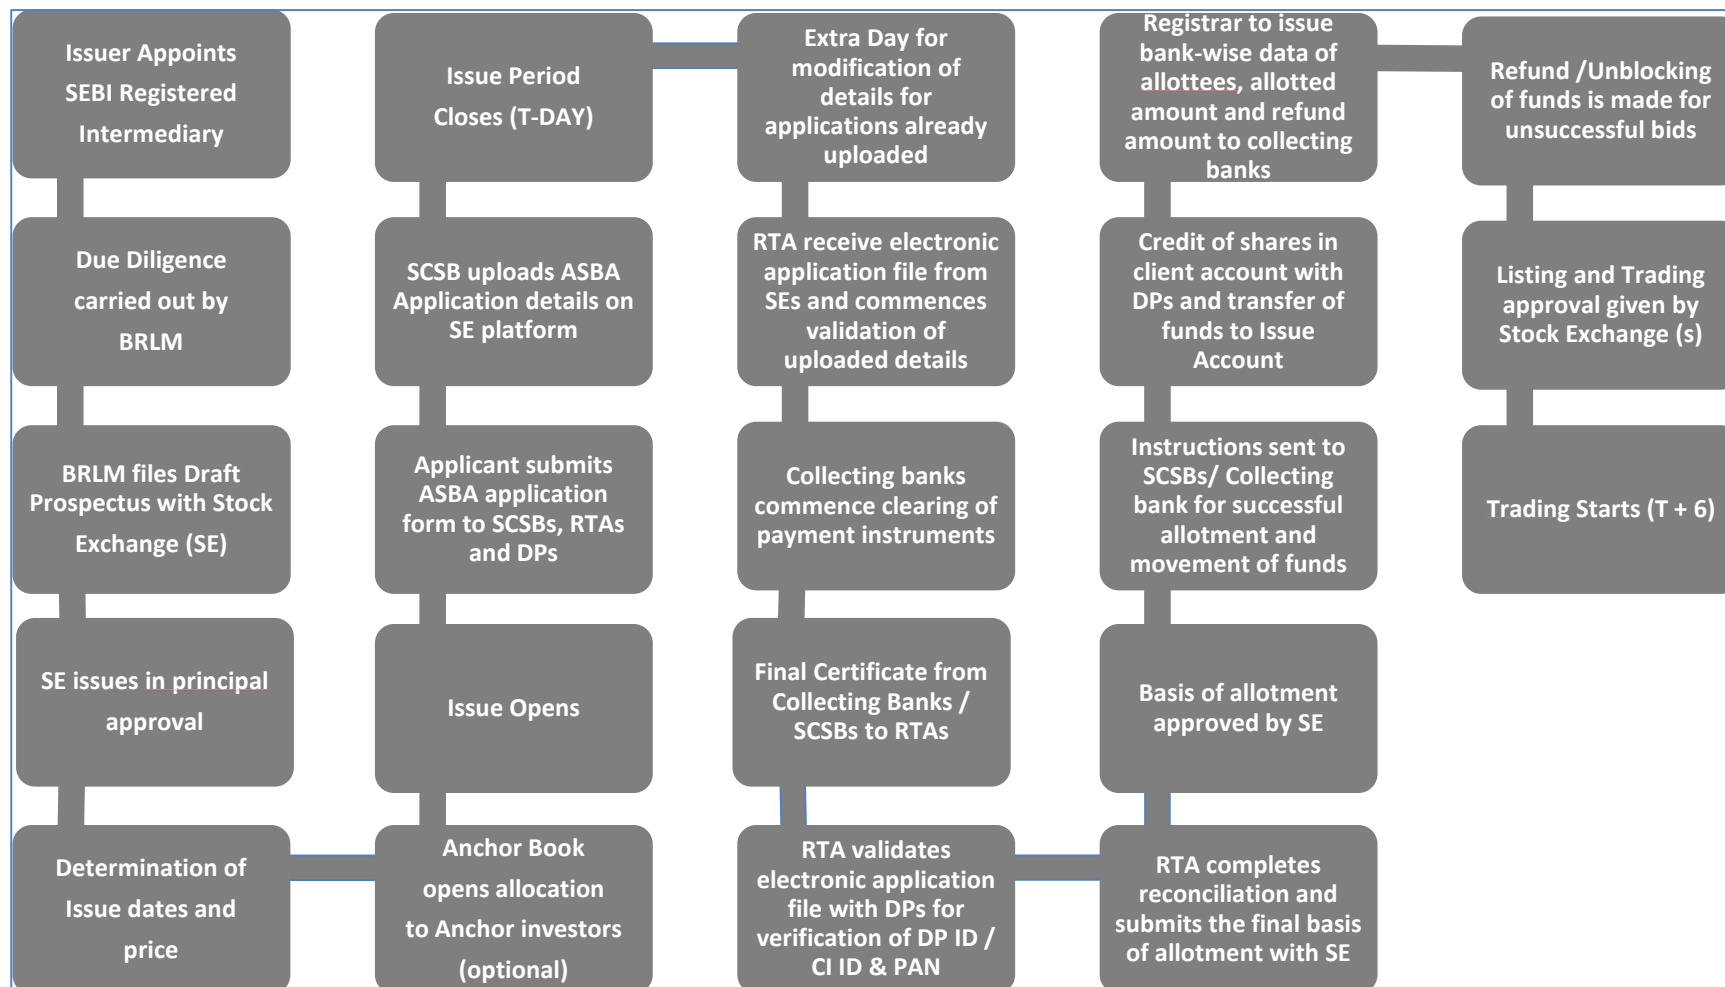 Issuer Appoints
SEBI Registered
Intermediary
Due Diligence
carried out by
BRLM
BRLM files Draft
Prospectus with Stock
Exchange (SE)
SE issues in principal
approval
Determination of
Issue dates and
price
Anchor Book
opens allocation
to Anchor investors
(optional)
Issue Opens
Applicant submits
ASBA application
form to SCSBs, RTAs
and DPs
SCSB uploads ASBA
Application details on
SE platform
Issue Period
Closes (T-DAY)
Extra Day for
modification of
details for
applications already
uploaded
RTA receive electronic
application file from
SEs and commences
validation of
uploaded details
Collecting banks
commence clearing of
payment instruments
Final Certificate from
Collecting Banks /
SCSBs to RTAs
RTA validates
electronic application
file with DPs for
verification of DP ID /
CI ID & PAN
RTA completes
reconciliation and
submits the final basis
of allotment with SE
Basis of allotment
approved by SE
Instructions sent to
SCSBs/ Collecting
bank for successful
allotment and
movement of funds
Credit of shares in
client account with
DPs and transfer of
funds to Issue
Account
Registrar to issue
bank-wise data of
allottees, allotted
amount and refund
amount to collecting
banks
Refund /Unblocking
of funds is made for
unsuccessful bids
Listing and Trading
approval given by
Stock Exchange (s)
Trading Starts (T + 6)